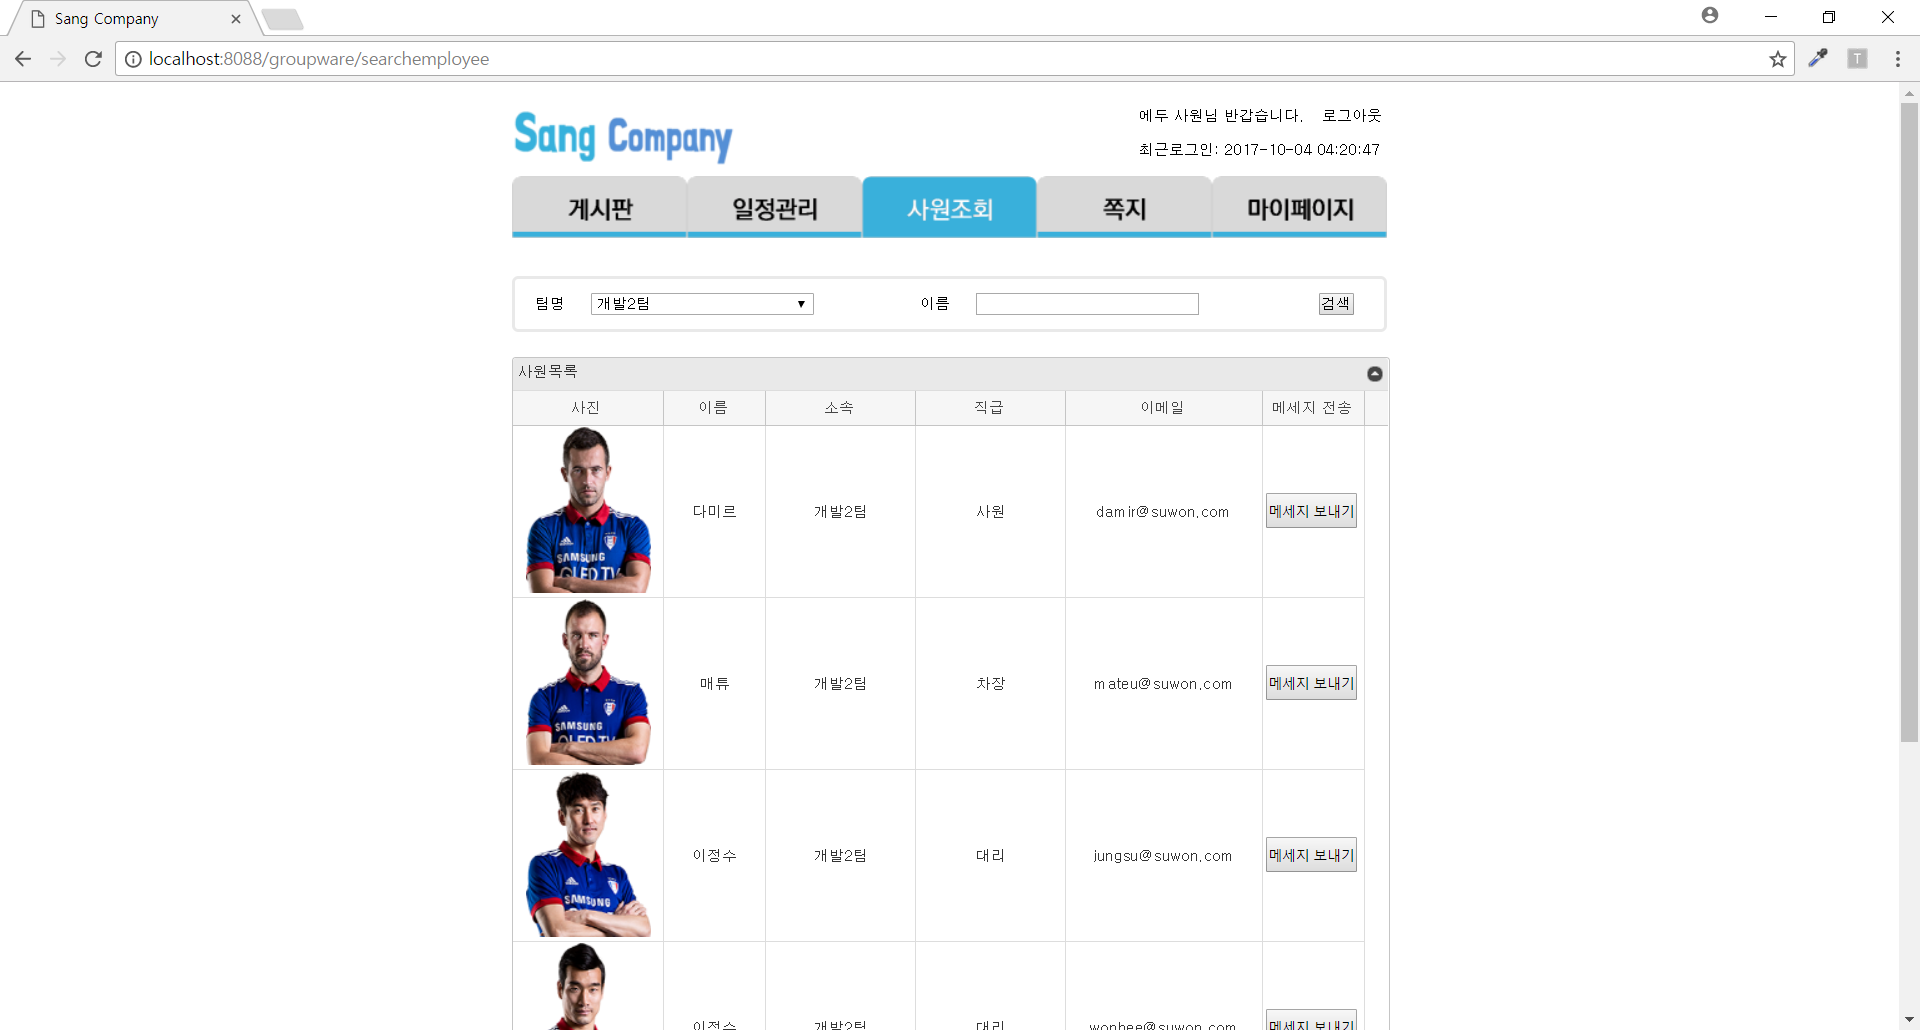 Sang Company
localhost:8088/groupware/searchemployee
T
Sang Company
에두 사원님 반갑습니다. 로그아웃
최근로그인: 2017-10-04 04:20:47
게시판 일정관리 사원조회 쪽지 마이페이지
팀명 개발2팀 이름 검색
사원목록
사진 이름 소속 직급 이메일 메세지 전송
SAMSUNG
QLED TV
다미르 개발2팀 사원 damir@suwon.com 메세지 보내기
SAMSUNG
QLED TV
매튜 개발2팀 차장 mateu@suwon.com 메세지 보내기
SAMSUNG
이정수 개발2팀 대리 jungsu@suwon.com 메세지 보내기
이정수 개발2팀 대리 wonhee@suwon.com 메세지 보내기